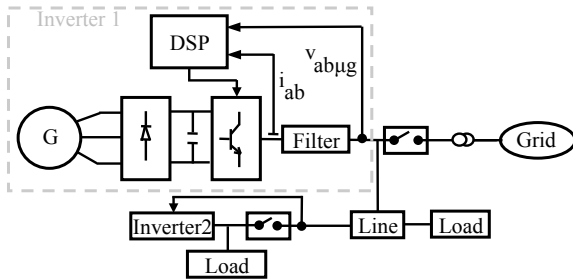 Inverter 1
DSP
v
abμg
i
ab
G
Filter
Grid
Inverter2
Line
Load
Load